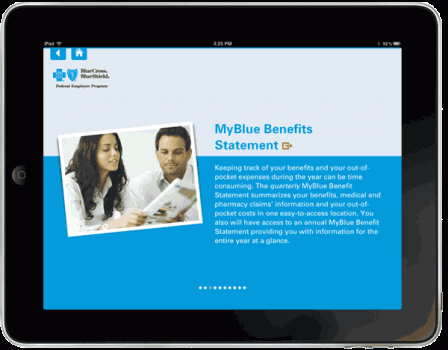 iPad
3:25 PM
92%
BlueCross.
BlueShield.
Federal Employee Program
MyBlue Benefits
Statement
Keeping track of your benefits and your out-of-
pocket expenses during the year can be time
consuming. The quarterly MyBlue Benefit
Statement summarizes your benefits, medical and
pharmacy claims' information and your out-of-
pocket costs in one easy-to-access location. You
also will have access to an annual MyBlue Benefit
Statement providing you with information for the
entire year at a glance.